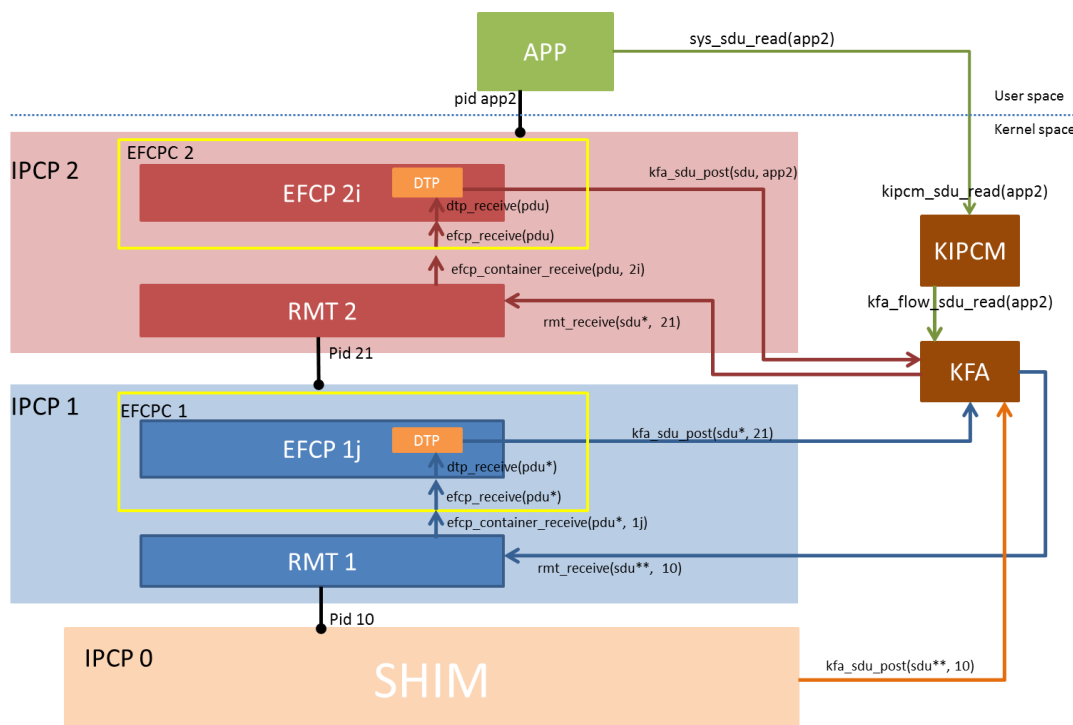 APP
sys_sdu_read(app2)
pid app2
User space
Kernel space
IPCP 2
EFCPC 2
EFCP 2i
DTP
kfa_sdu_post(sdu, app2)
dtp_receive(pdu)
efcp_receive(pdu)
kipcm_sdu_read(app2)
KIPCM
efcp_container_receive(pdu, 2i)
RMT 2
kfa_flow_sdu_read(app2)
rmt_receive(sdu*, 21)
Pid 21
KFA
IPCP 1
EFCPC 1
EFCP 1j
DTP
kfa_sdu_post(sdu*, 21)
dtp_receive(pdu*)
efcp_receive(pdu*)
efcp_container_receive(pdu*, 1j)
RMT 1
rmt_receive(sdu**, 10)
Pid 10
IPCP 0
SHIM
kfa_sdu_post(sdu**, 10)